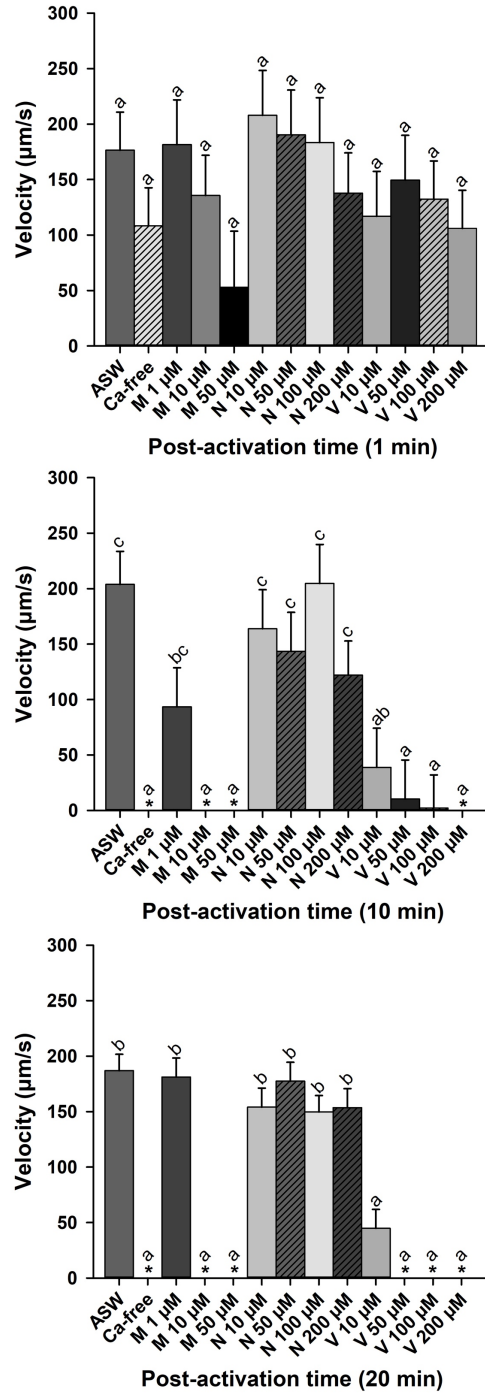 300
250
200
150
100
50
0
Velocity (µm/s)
a a a a a a a a a a a a a
ASW Ca-free M 1 µM M 10 µM M 50 µM N 10 µM N 50 µM N 100 µM N 200 µM V 10 µM V 50 µM V 100 µM V 200 µM
Post-activation time (1 min)
300
250
200
150
100
50
0
Velocity (µm/s)
c a bc a a c c c c ab a a a
* * * *
ASW Ca-free M 1 µM M 10 µM M 50 µM N 10 µM N 50 µM N 100 µM N 200 µM V 10 µM V 50 µM V 100 µM V 200 µM
Post-activation time (10 min)
300
250
200
150
100
50
0
Velocity (µm/s)
b a b a a b b b b a a a a
* * * * * *
ASW Ca-free M 1 µM M 10 µM M 50 µM N 10 µM N 50 µM N 100 µM N 200 µM V 10 µM V 50 µM V 100 µM V 200 µM
Post-activation time (20 min)